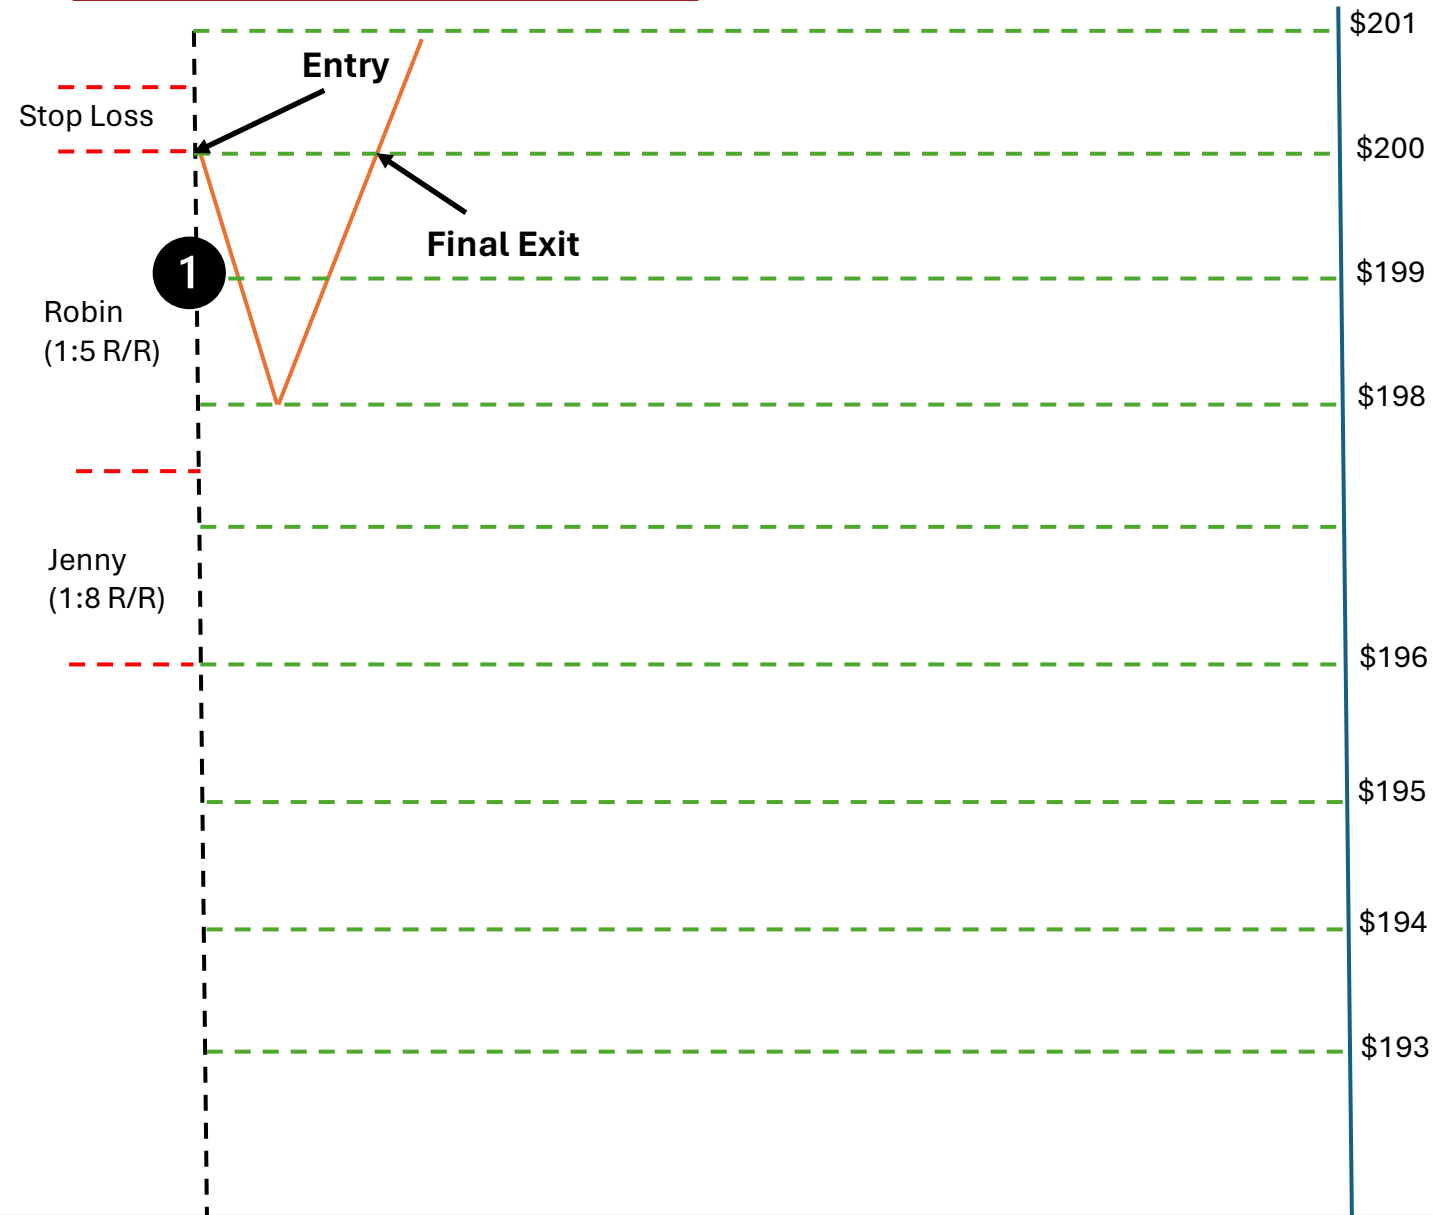 $201
Entry
Stop Loss
$200
Final Exit
1
$199
Robin
(1:5 R/R)
$198
Jenny
(1:8 R/R)
$196
$195
$194
$193